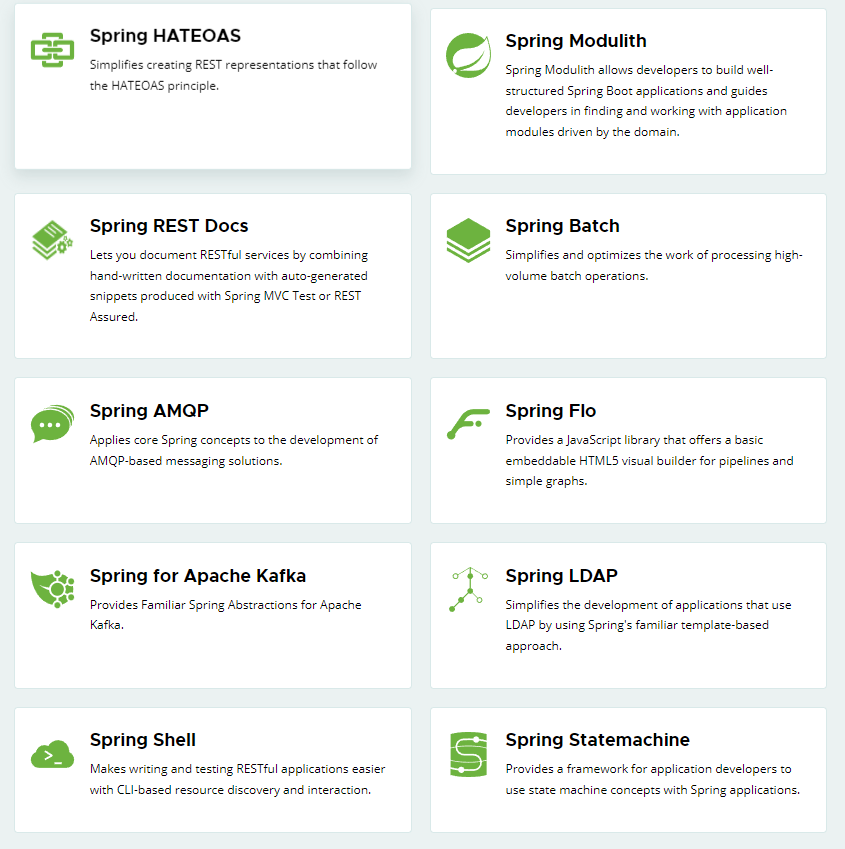 Spring HATEOAS
Simplifies creating REST representations that follow
the HATEOAS principle.
Spring Modulith
Spring Modulith allows developers to build well-
structured Spring Boot applications and guides
developers in finding and working with application
modules driven by the domain.
Spring REST Docs
Lets you document RESTful services by combining
hand-written documentation with auto-generated
snippets produced with Spring MVC Test or REST
Assured.
Spring Batch
Simplifies and optimizes the work of processing high-
volume batch operations.
Spring AMQP
Applies core Spring concepts to the development of
AMQP-based messaging solutions.
Spring Flo
Provides a JavaScript library that offers a basic
embeddable HTML5 visual builder for pipelines and
simple graphs.
Spring for Apache Kafka
Provides Familiar Spring Abstractions for Apache
Kafka.
Spring LDAP
Simplifies the development of applications that use
LDAP by using Spring's familiar template-based
approach.
Spring Shell
Makes writing and testing RESTful applications easier
with CLI-based resource discovery and interaction.
Spring Statemachine
Provides a framework for application developers to
use state machine concepts with Spring applications.